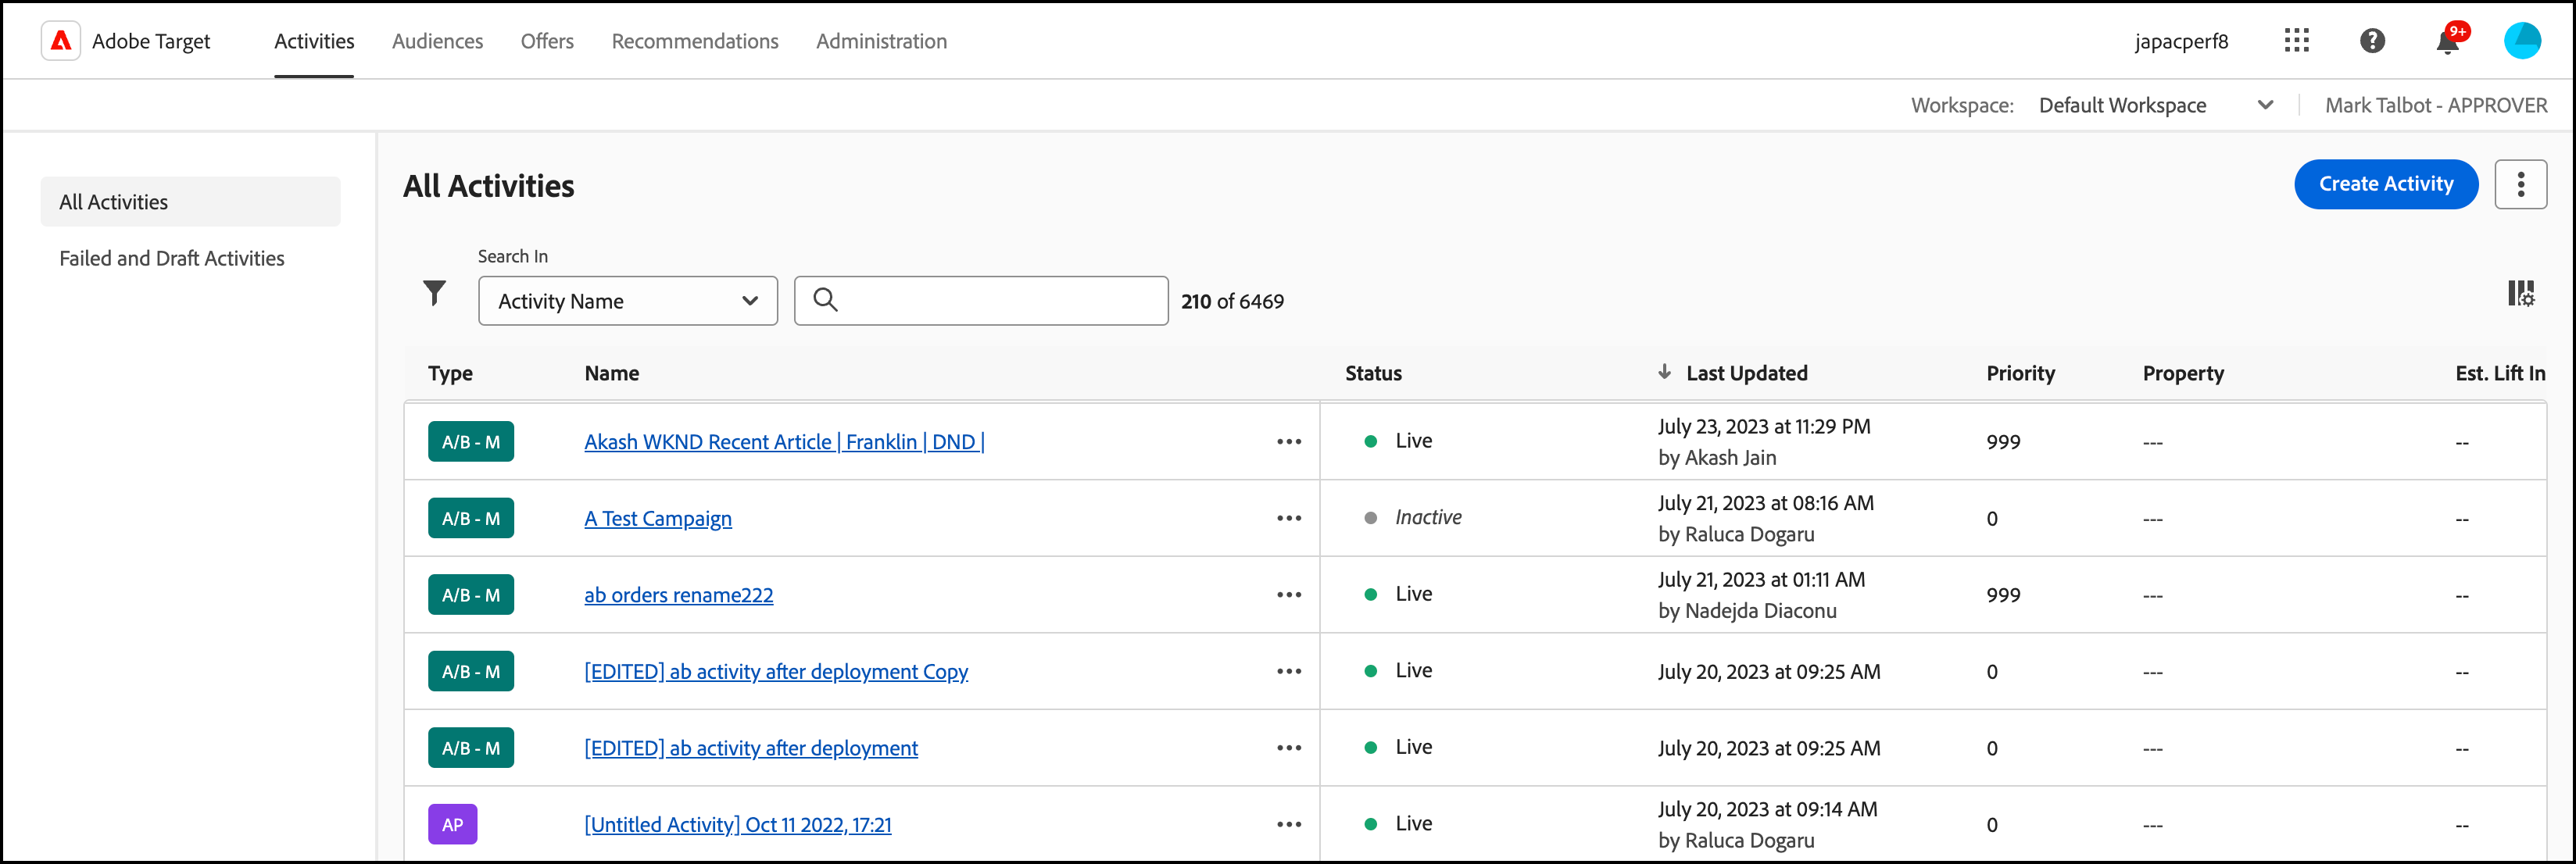 Adobe Target Activities Audiences Offers Recommendations Administration japacperf8 9+
Workspace: Default Workspace Mark Talbot - APPROVER
All Activities
Failed and Draft Activities
All Activities Create Activity
Search In
Activity Name 210 of 6469
Type Name Status Last Updated Priority Property Est. Lift In
A/B - M Akash WKND Recent Article | Franklin | DND | Live July 23, 2023 at 11:29 PM 999 --- --
by Akash Jain
A/B - M A Test Campaign Inactive July 21, 2023 at 08:16 AM 0 --- --
by Raluca Dogaru
A/B - M ab orders rename222 Live July 21, 2023 at 01:11 AM 999 --- --
by Nadejda Diaconu
A/B - M [EDITED] ab activity after deployment Copy Live July 20, 2023 at 09:25 AM 0 --- --
A/B - M [EDITED] ab activity after deployment Live July 20, 2023 at 09:25 AM 0 --- --
AP [Untitled Activity] Oct 11 2022, 17:21 Live July 20, 2023 at 09:14 AM 0 --- --
by Raluca Dogaru